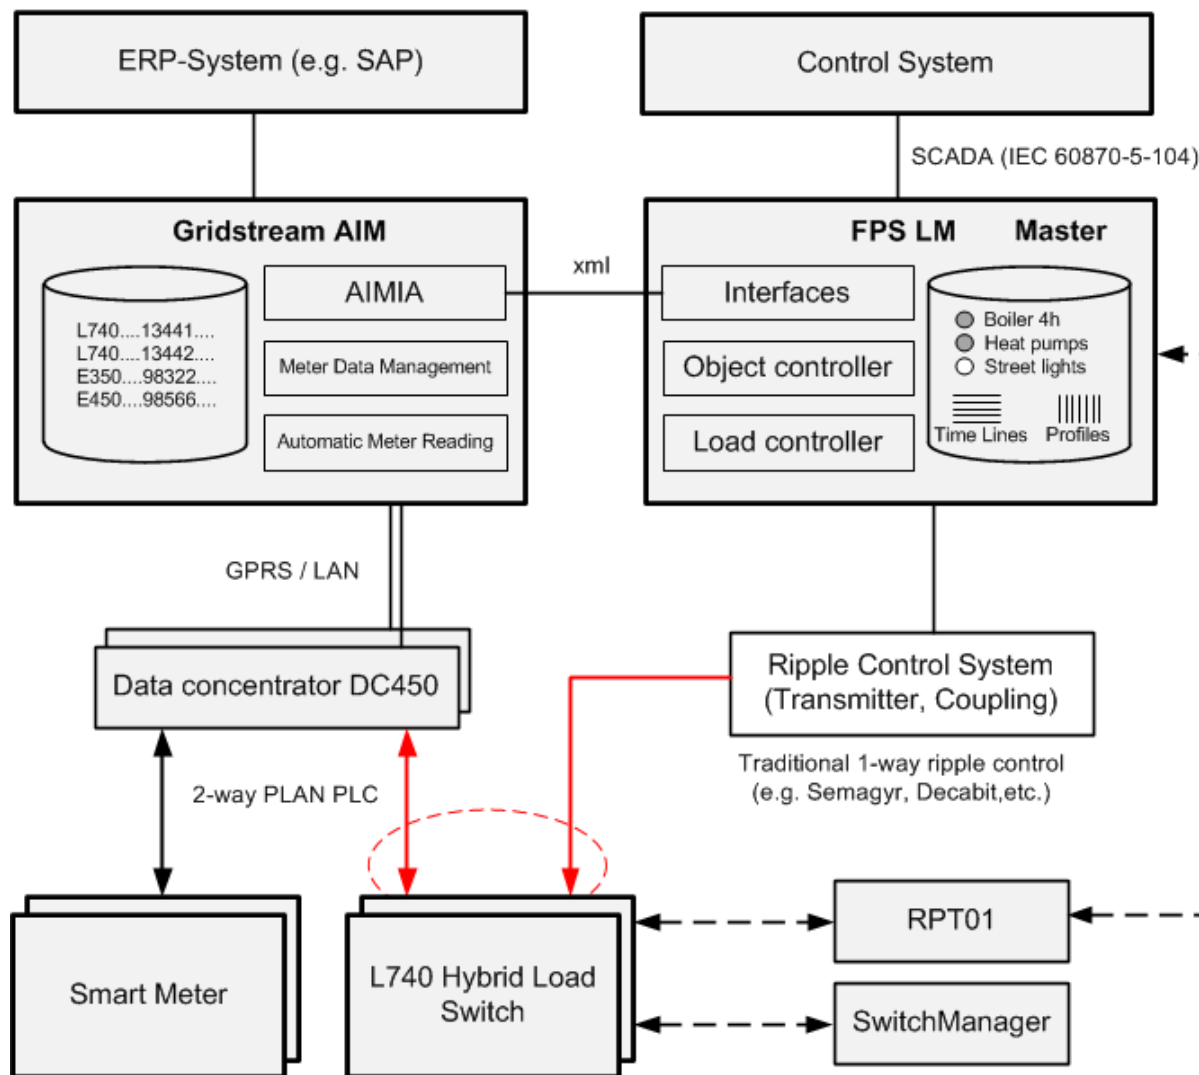 ERP-System (e.g. SAP)
Control System
SCADA (IEC 60870-5-104)
Gridstream AIM
L740....13441....
L740....13442....
E350....98322....
E450....98566....
AIMIA
Meter Data Management
Automatic Meter Reading
xml
FPS LM Master
Interfaces
Object controller
Load controller
Boiler 4h
Heat pumps
Street lights
Time Lines Profiles
GPRS / LAN
Data concentrator DC450
Ripple Control System
(Transmitter, Coupling)
Traditional 1-way ripple control
(e.g. Semagyr, Decabit,etc.)
2-way PLAN PLC
Smart Meter
L740 Hybrid Load
Switch
RPT01
SwitchManager